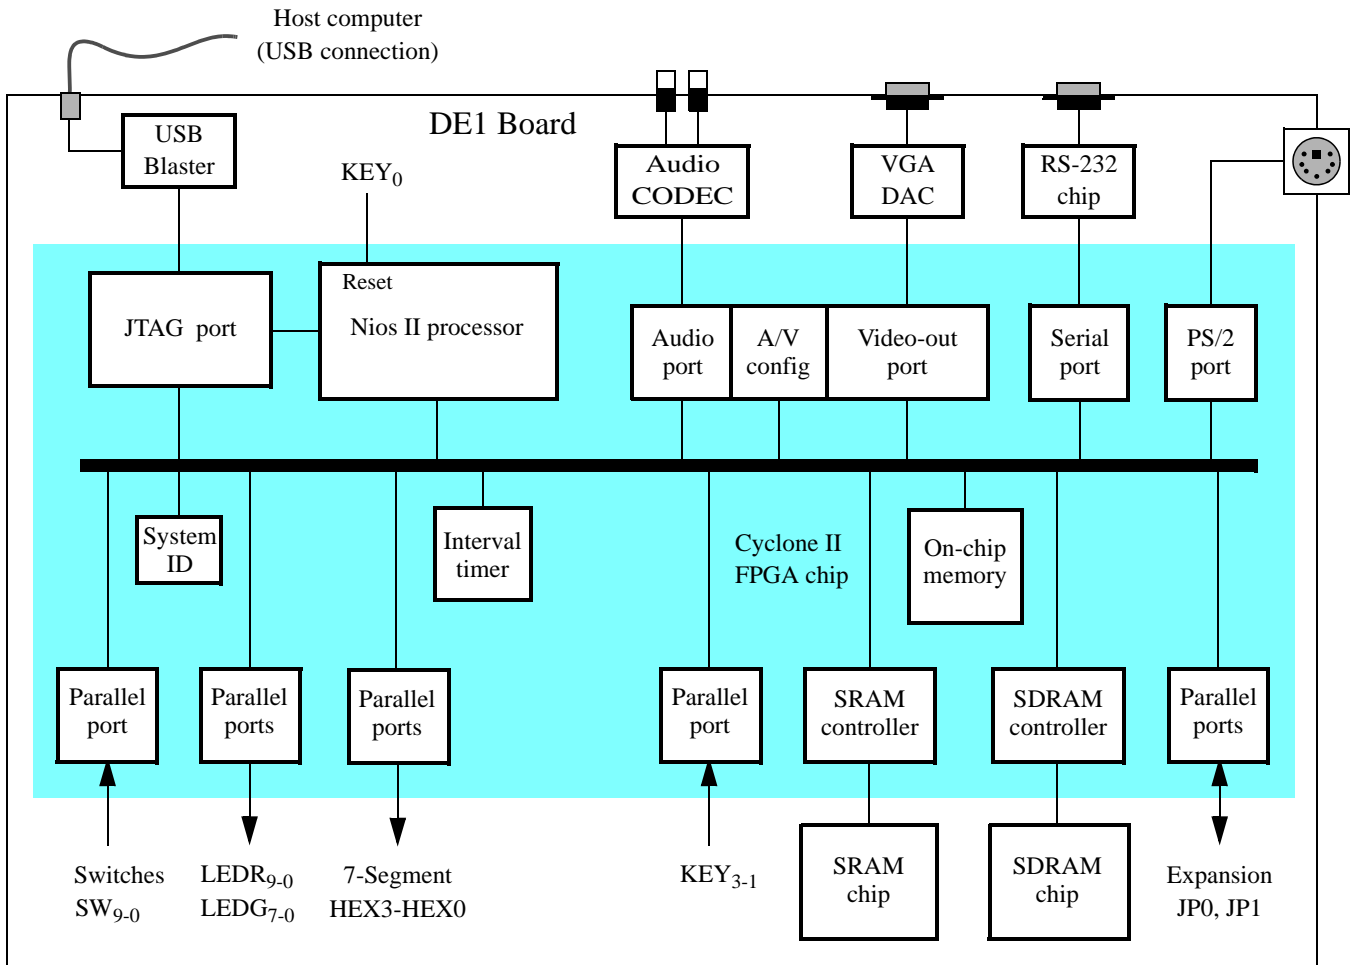 Host computer
(USB connection)
DE1 Board
USB
Blaster
KEY0
Audio
CODEC
VGA
DAC
RS-232
chip
Reset
JTAG port
Nios II processor
Audio
port
A/V
config
Video-out
port
Serial
port
PS/2
port
System
ID
Interval
timer
Cyclone II
FPGA chip
On-chip
memory
Parallel
port
Parallel
ports
Parallel
ports
Parallel
port
SRAM
controller
SDRAM
controller
Parallel
ports
Switches
SW9-0
LEDR9-0
LEDG7-0
7-Segment
HEX3-HEX0
KEY3-1
SRAM
chip
SDRAM
chip
Expansion
JP0, JP1